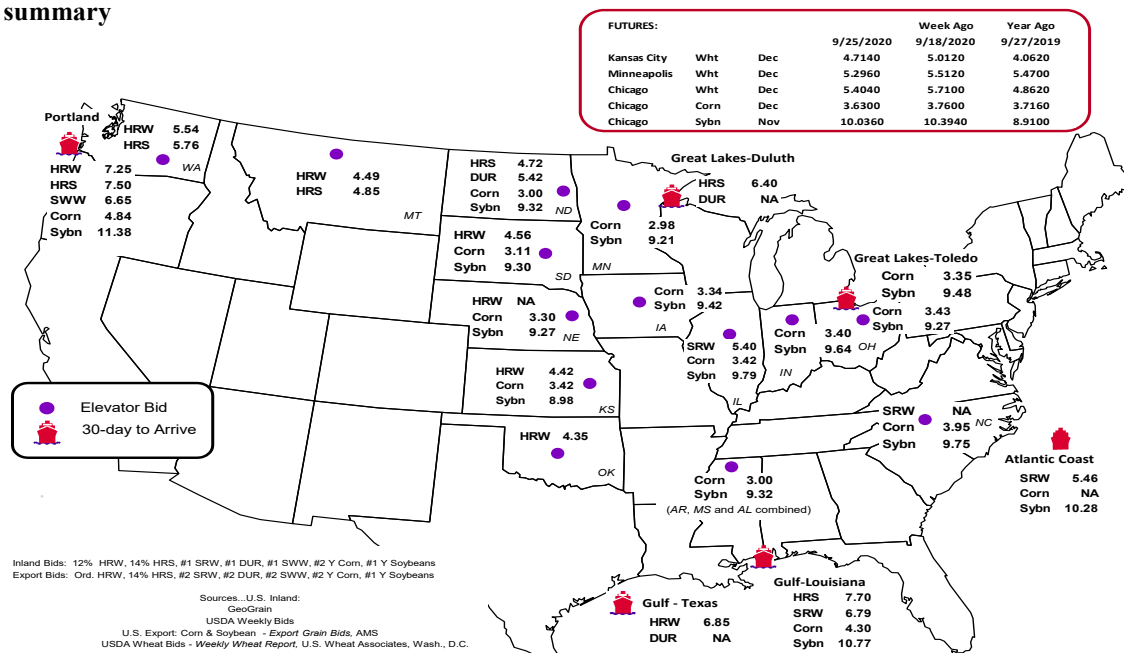 summary
FUTURES:
Week Ago Year Ago
9/25/2020 9/18/2020 9/27/2019
Kansas City Wht Dec 4.7140 5.0120 4.0620
Minneapolis Wht Dec 5.2960 5.5120 5.4700
Chicago Wht Dec 5.4040 5.7100 4.8620
Chicago Corn Dec 3.6300 3.7600 3.7160
Chicago Sybn Nov 10.0360 10.3940 8.9100
Portland
HRW 7.25
HRS 7.50
SWW 6.65
Corn 4.84
Sybn 11.38
HRW 5.54
HRS 5.76
WA
HRW 4.49
HRS 4.85
MT
HRS 4.72
DUR 5.42
Corn 3.00
Sybn 9.32
ND
HRW 4.56
Corn 3.11
Sybn 9.30
SD
HRW NA
Corn 3.30
Sybn 9.27
NE
HRW 4.42
Corn 3.42
Sybn 8.98
KS
HRW 4.35
OK
Great Lakes-Duluth
HRS 6.40
DUR NA
Corn 2.98
Sybn 9.21
MN
Corn 3.34
Sybn 9.42
IA
SRW 5.40
Corn 3.42
Sybn 9.79
IL
Corn 3.40
Sybn 9.64
IN
Great Lakes-Toledo
Corn 3.35
Sybn 9.48
Corn 3.43
Sybn 9.27
OH
SRW NA
Corn 3.95
Sybn 9.75
NC
Atlantic Coast
SRW 5.46
Corn NA
Sybn 10.28
Corn 3.00
Sybn 9.32
(AR, MS and AL combined)
Gulf-Louisiana
HRS 7.70
SRW 6.79
Corn 4.30
Sybn 10.77
Gulf - Texas
HRW 6.85
DUR NA
Elevator Bid
30-day to Arrive
Inland Bids: 12% HRW, 14% HRS, #1 SRW, #1 DUR, #1 SWW, #2 Y Corn, #1 Y Soybeans
Export Bids: Ord. HRW, 14% HRS, #2 SRW, #2 DUR, #2 SWW, #2 Y Corn, #1 Y Soybeans
Sources...U.S. Inland:
GeoGrain
USDA Weekly Bids
U.S. Export: Corn & Soybean - Export Grain Bids, AMS
USDA Wheat Bids - Weekly Wheat Report, U.S. Wheat Associates, Wash., D.C.